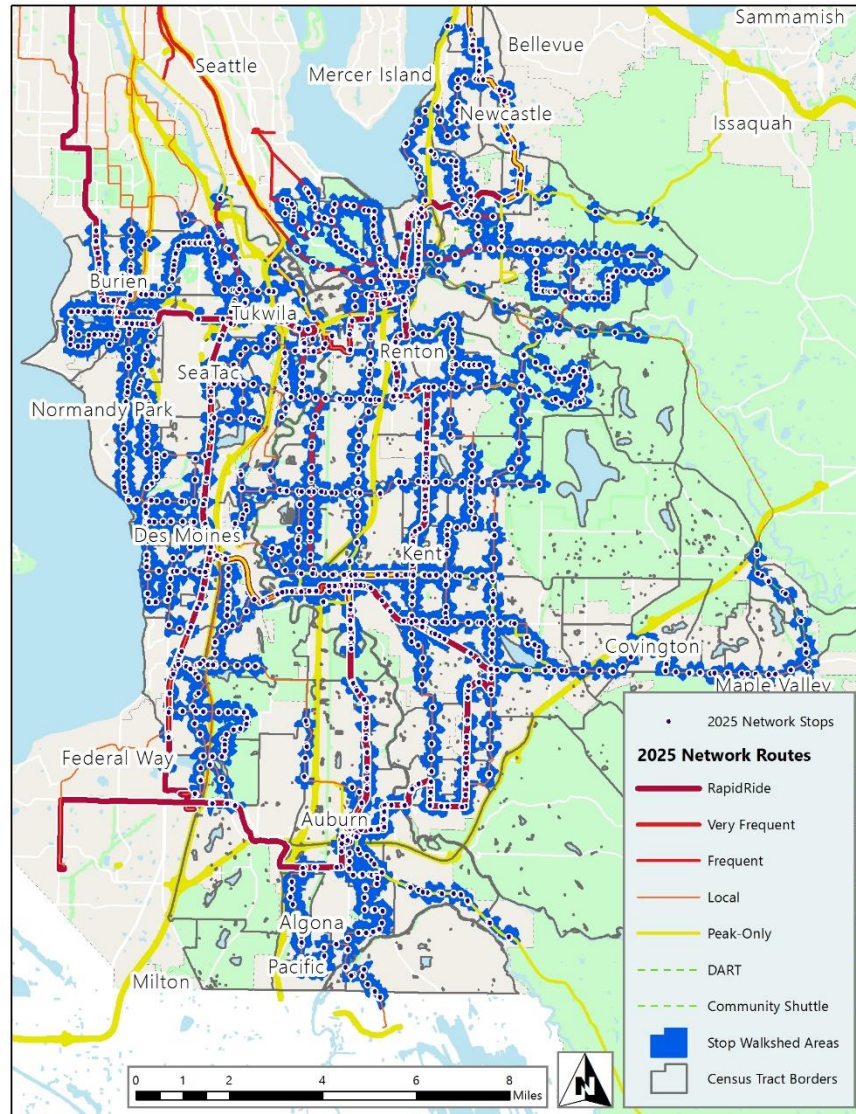 Sammamish
Bellevue
Seattle
Mercer Island
Newcastle
Issaquah
Burien
Tukwila
Renton
SeaTac
Normandy Park
Des Moines
Kent
Covington
Maple Valley
Federal Way
Auburn
Algona
Pacific
Milton
2025 Network Stops
2025 Network Routes
RapidRide
Very Frequent
Frequent
Local
Peak-Only
DART
Community Shuttle
Stop Walkshed Areas
Census Tract Borders
0 1 2 4 6 8
Miles
N